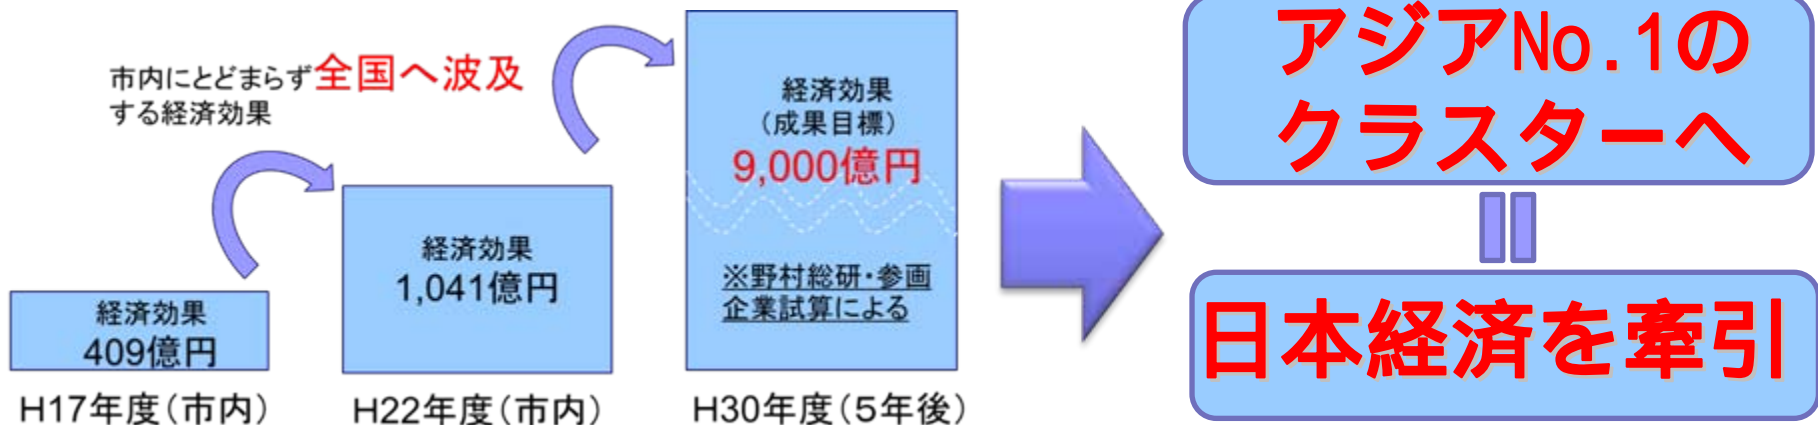 市内にとどまらず全国へ波及
する経済効果
経済効果
409億円
H17年度(市内)
経済効果
1,041億円
H22年度(市内)
経済効果
(成果目標)
9,000億円
※野村総研・参画
企業試算による
H30年度(5年後)
アジアNo.1の
クラスターへ
日本経済を牽引